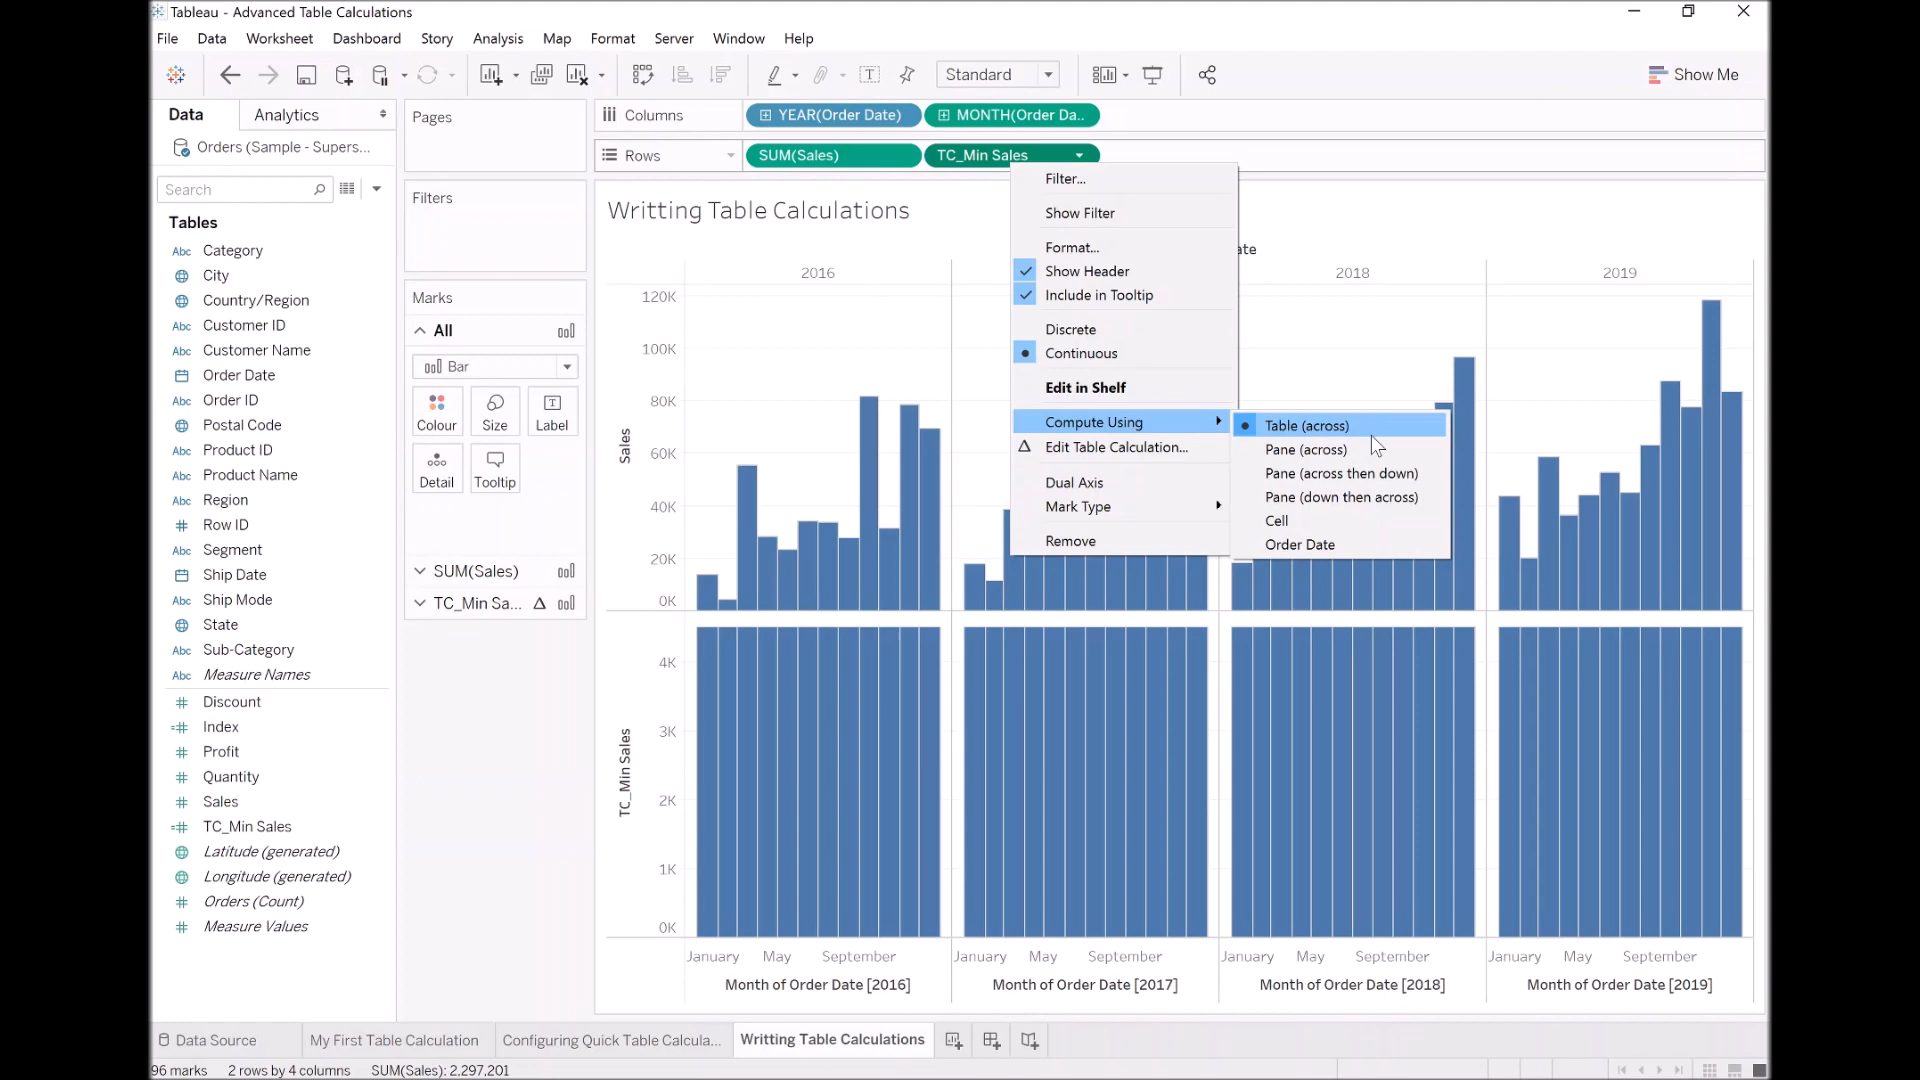 Tableau - Advanced Table Calculations
File Data Worksheet Dashboard Story Analysis Map Format Server Window Help
Standard
Show Me
Data
Analytics
Orders (Sample - Supers...
Search
Tables
Abc Category
City
Country/Region
Abc Customer ID
Abc Customer Name
Order Date
Abc Order ID
Postal Code
Abc Product ID
Abc Product Name
Abc Region
Row ID
Abc Segment
Ship Date
Abc Ship Mode
State
Abc Sub-Category
Abc Measure Names
Discount
Index
Profit
Quantity
Sales
TC_Min Sales
Latitude (generated)
Longitude (generated)
Orders (Count)
Measure Values
Pages
Filters
Marks
All
Bar
Colour
Size
Label
Detail
Tooltip
SUM(Sales)
TC_Min Sa...
Columns
YEAR(Order Date)
MONTH(Order Da..
Rows
SUM(Sales)
TC_Min Sales
Writting Table Calculations
ate
2016
2018
2019
120K
100K
80K
60K
40K
20K
0K
Sales
4K
3K
2K
1K
0K
TC_Min Sales
Filter...
Show Filter
Format...
Show Header
Include in Tooltip
Discrete
Continuous
Edit in Shelf
Compute Using
Edit Table Calculation...
Dual Axis
Mark Type
Remove
Table (across)
Pane (across)
Pane (across then down)
Pane (down then across)
Cell
Order Date
January May September
January May September
January May September
January May September
Month of Order Date [2016]
Month of Order Date [2017]
Month of Order Date [2018]
Month of Order Date [2019]
Data Source
My First Table Calculation
Configuring Quick Table Calcula...
Writting Table Calculations
96 marks
2 rows by 4 columns
SUM(Sales): 2,297,201